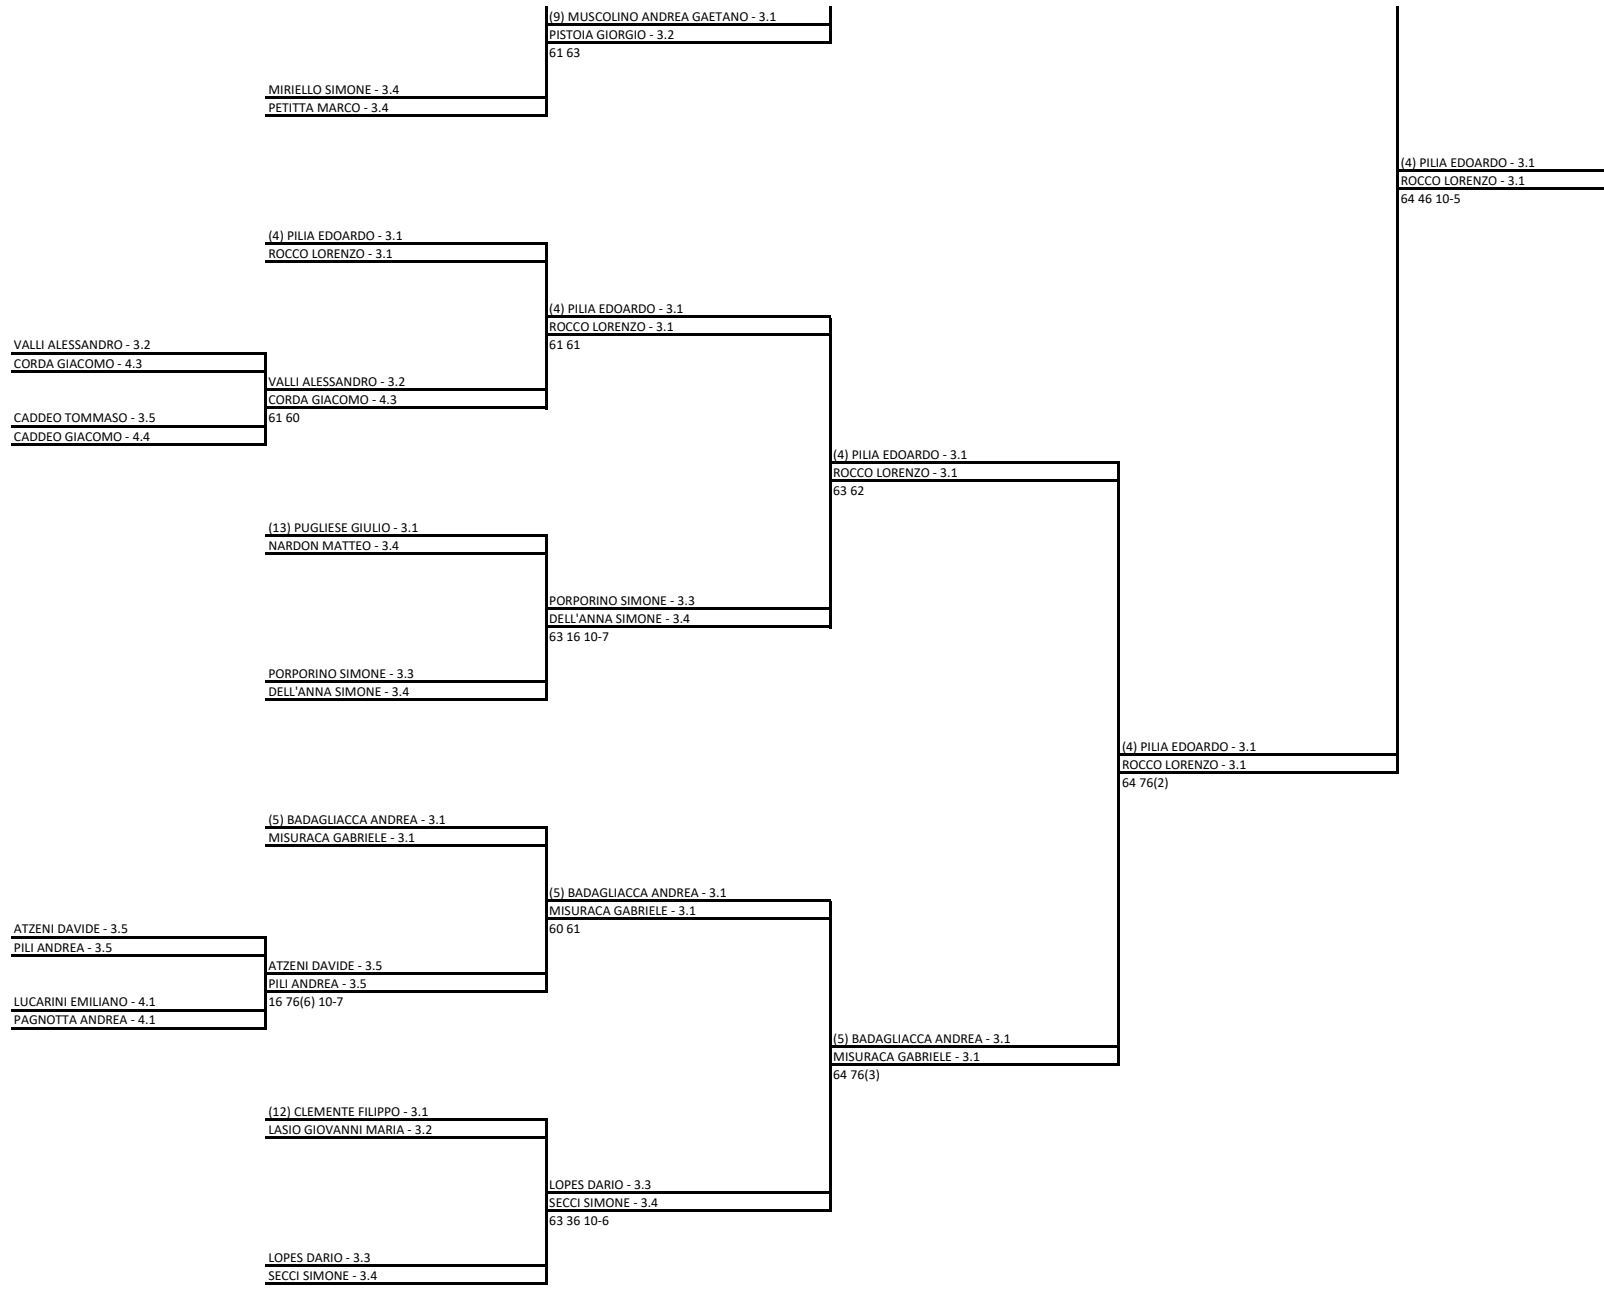 (9) MUSCOLINO ANDREA GAETANO - 3.1
PISTOIA GIORGIO - 3.2
61 63
MIRIELLO SIMONE - 3.4
PETITTA MARCO - 3.4
(4) PILIA EDOARDO - 3.1
ROCCO LORENZO - 3.1
64 46 10-5
(4) PILIA EDOARDO - 3.1
ROCCO LORENZO - 3.1
(4) PILIA EDOARDO - 3.1
ROCCO LORENZO - 3.1
61 61
VALLI ALESSANDRO - 3.2
CORDA GIACOMO - 4.3
VALLI ALESSANDRO - 3.2
CORDA GIACOMO - 4.3
61 60
CADDEO TOMMASO - 3.5
CADDEO GIACOMO - 4.4
(4) PILIA EDOARDO - 3.1
ROCCO LORENZO - 3.1
63 62
(13) PUGLIESE GIULIO - 3.1
NARDON MATTEO - 3.4
PORPORINO SIMONE - 3.3
DELL'ANNA SIMONE - 3.4
63 16 10-7
PORPORINO SIMONE - 3.3
DELL'ANNA SIMONE - 3.4
(4) PILIA EDOARDO - 3.1
ROCCO LORENZO - 3.1
64 76(2)
(5) BADAGLIACCA ANDREA - 3.1
MISURACA GABRIELE - 3.1
(5) BADAGLIACCA ANDREA - 3.1
MISURACA GABRIELE - 3.1
60 61
ATZENI DAVIDE - 3.5
PILI ANDREA - 3.5
ATZENI DAVIDE - 3.5
PILI ANDREA - 3.5
16 76(6) 10-7
LUCARINI EMILIANO - 4.1
PAGNOTTA ANDREA - 4.1
(5) BADAGLIACCA ANDREA - 3.1
MISURACA GABRIELE - 3.1
64 76(3)
(12) CLEMENTE FILIPPO - 3.1
LASIO GIOVANNI MARIA - 3.2
LOPES DARIO - 3.3
SECCI SIMONE - 3.4
63 36 10-6
LOPES DARIO - 3.3
SECCI SIMONE - 3.4